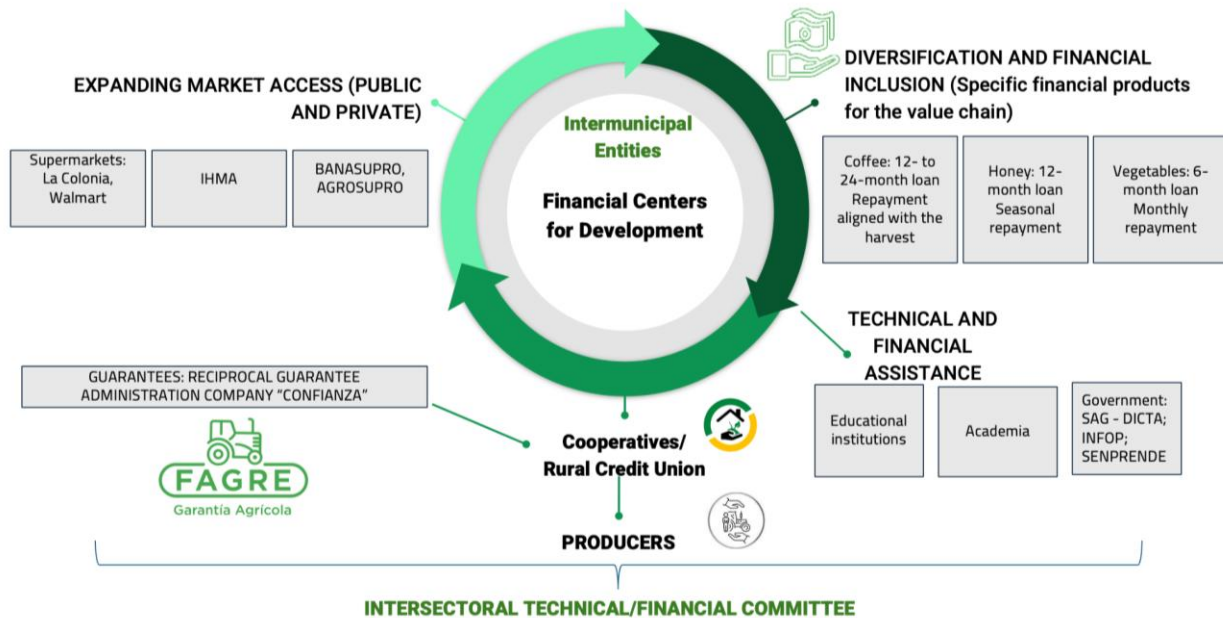 EXPANDING MARKET ACCESS (PUBLIC
AND PRIVATE)
Supermarkets:
La Colonia,
Walmart
IHMA
BANASUPRO,
AGROSUPRO
Intermunicipal
Entities
Financial Centers
for Development
DIVERSIFICATION AND FINANCIAL
INCLUSION (Specific financial products
for the value chain)
Coffee: 12- to
24-month loan
Repayment
aligned with the
harvest
Honey: 12-
month loan
Seasonal
repayment
Vegetables: 6-
month loan
Monthly
repayment
TECHNICAL AND
FINANCIAL
ASSISTANCE
Educational
institutions
Academia
Government:
SAG - DICTA;
INFOP;
SENPRENDE
GUARANTEES: RECIPROCAL GUARANTEE
ADMINISTRATION COMPANY “CONFIANZA”
FAGRE
Garantía Agrícola
Cooperatives/
Rural Credit Union
PRODUCERS
INTERSECTORAL TECHNICAL/FINANCIAL COMMITTEE